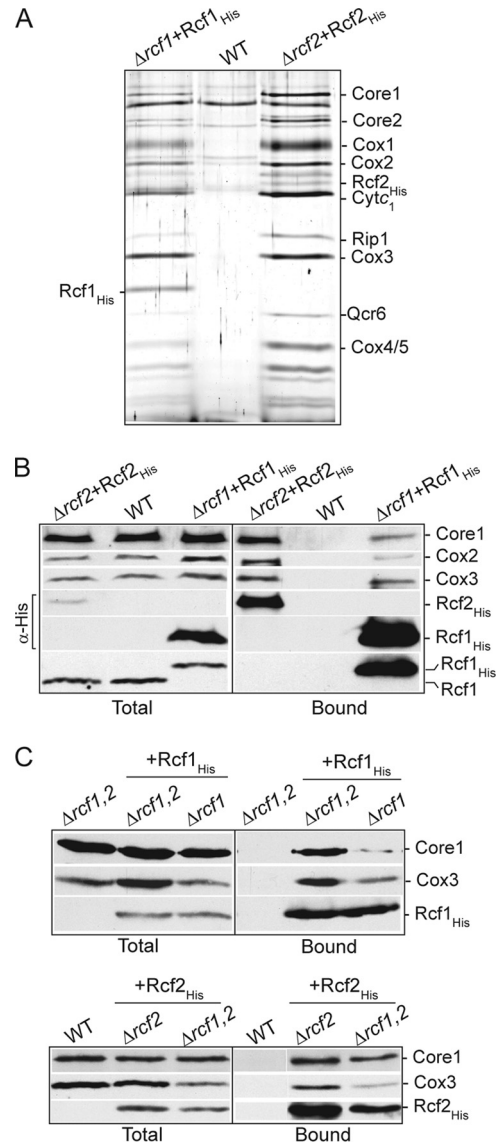 A
Δrcf1+Rcf1His WT Δrcf2+Rcf2His
Core1
Core2
Cox1
Cox2
Rcf2His
Cytc1
Rip1
Cox3
Rcf1His
Qcr6
Cox4/5
B
Δrcf2+Rcf2His WT Δrcf1+Rcf1His Δrcf2+Rcf2His WT Δrcf1+Rcf1His
Core1
Cox2
Cox3
α-His
Rcf2His
Rcf1His
Rcf1His
Rcf1
Total Bound
C
+Rcf1His +Rcf1His
Δrcf1,2 Δrcf1,2 Δrcf1 Δrcf1,2 Δrcf1,2 Δrcf1
Core1
Cox3
Rcf1His
Total Bound
+Rcf2His +Rcf2His
WT Δrcf2 Δrcf1,2 WT Δrcf2 Δrcf1,2
Core1
Cox3
Rcf2His
Total Bound